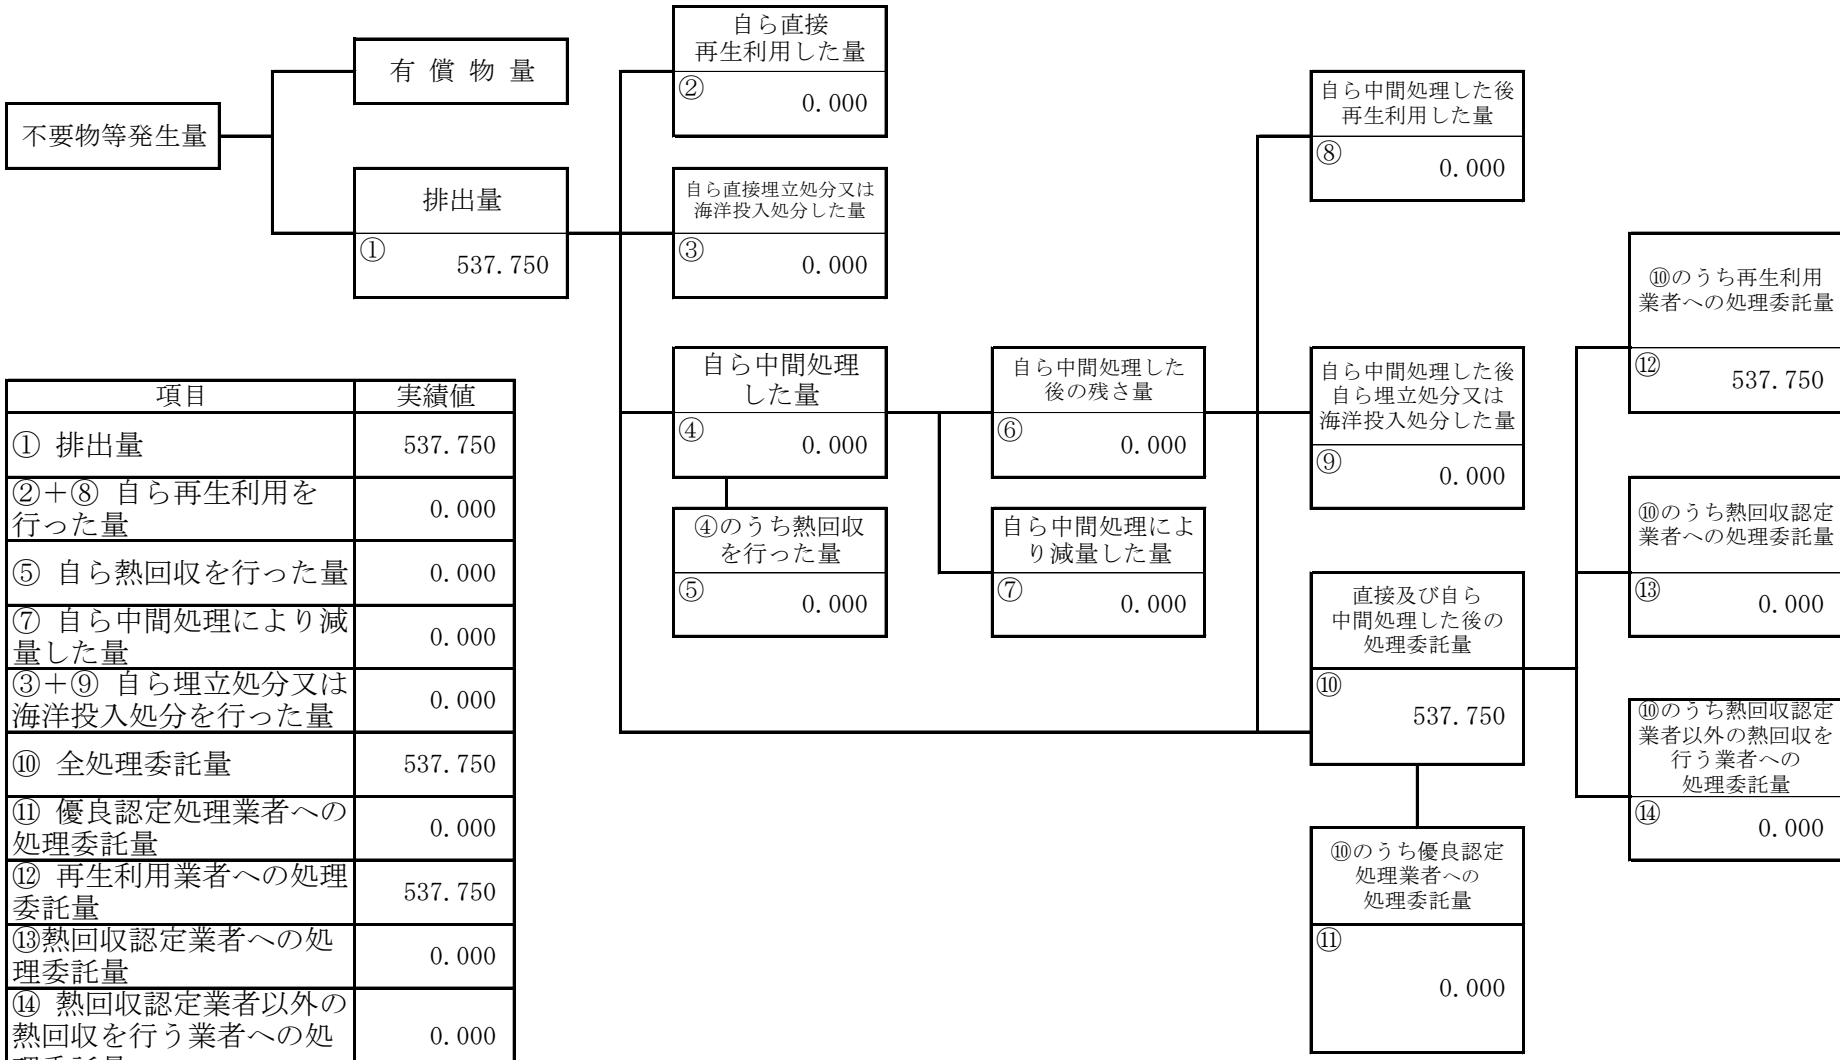 不要物等発生量
有 償 物 量
排出量
① 537.750
自ら直接
再生利用した量
② 0.000
自ら直接埋立処分又は
海洋投入処分した量
③ 0.000
自ら中間処理
した量
④ 0.000
④のうち熱回収
を行った量
⑤ 0.000
自ら中間処理した
後の残さ量
⑥ 0.000
自ら中間処理によ
り減量した量
⑦ 0.000
自ら中間処理した後
再生利用した量
⑧ 0.000
自ら中間処理した後
自ら埋立処分又は
海洋投入処分した量
⑨ 0.000
直接及び自ら
中間処理した後の
処理委託量
⑩ 537.750
⑩のうち優良認定
処理業者への
処理委託量
⑪ 0.000
⑩のうち再生利用
業者への処理委託量
⑫ 537.750
⑩のうち熱回収認定
業者への処理委託量
⑬ 0.000
⑩のうち熱回収認定
業者以外の熱回収を
行う業者への
処理委託量
⑭ 0.000
項目 実績値
① 排出量 537.750
②＋⑧ 自ら再生利用を
行った量 0.000
⑤ 自ら熱回収を行った量 0.000
⑦ 自ら中間処理により減
量した量 0.000
③＋⑨ 自ら埋立処分又は
海洋投入処分を行った量 0.000
⑩ 全処理委託量 537.750
⑪ 優良認定処理業者への
処理委託量 0.000
⑫ 再生利用業者への処理
委託量 537.750
⑬熱回収認定業者への処
理委託量 0.000
⑭ 熱回収認定業者以外の
熱回収を行う業者への処 0.000